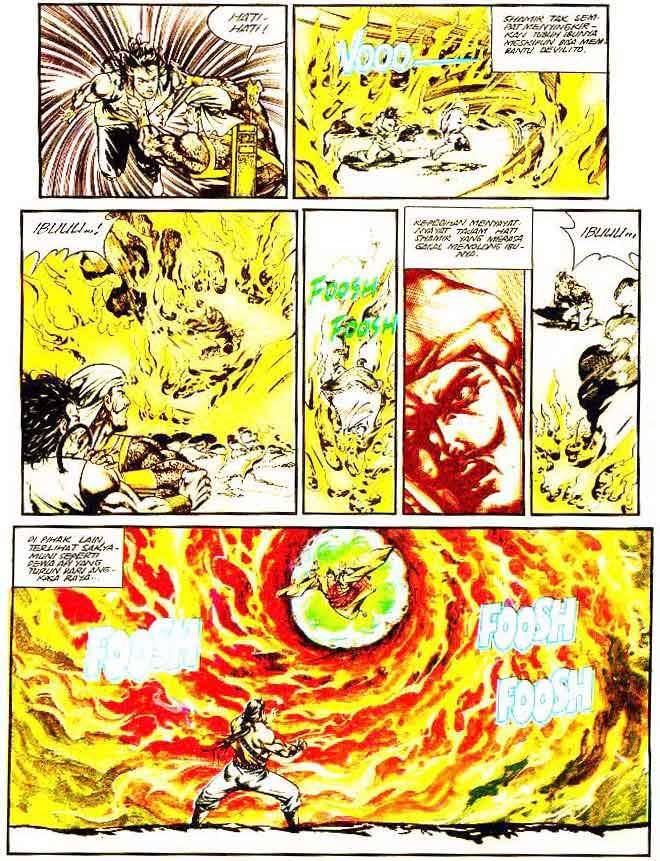 HATI-
HATI!
VOOO
SHAMIR TAK SEM-
PAT MENYINGKIR-
KAN TUBUH IBUNYA
MESKIPUN BISA MEM-
BANTU DEVILITO.
IBUUU...!
FOOSH
FOOSH
KEPEDIHAN MENYAYAT-
NYAYAT TAJAM HATI
SHAMIR YANG MERASA
GAGAL MENOLONG IBU-
NYA.
IBUUU...
DI PIHAK LAIN,
TERLIHAT SAKYA-
MUNI SEPERTI
DEWA API YANG
TURUN DARI ANG-
KASA RAYA...
FOOSH
FOOSH
FOOSH